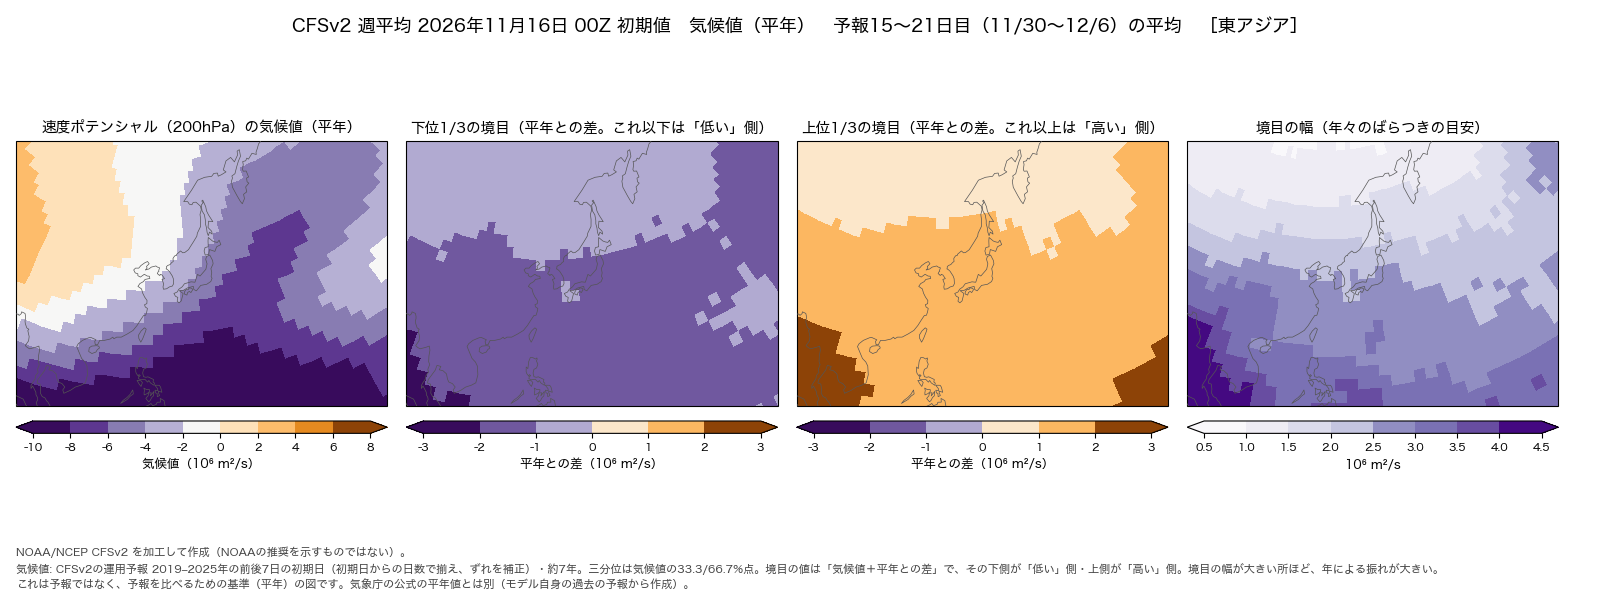 CFSv2 週平均 2026年11月16日 00Z 初期値　気候値（平年）　予報15～21日目（11/30～12/6）の平均　［東アジア］
速度ポテンシャル（200hPa）の気候値（平年）
下位1/3の境目（平年との差。これ以下は「低い」側）
上位1/3の境目（平年との差。これ以上は「高い」側）
境目の幅（年々のばらつきの目安）
-10 -8 -6 -4 -2 0 2 4 6 8
気候値（10⁶ m²/s）
-3 -2 -1 0 1 2 3
平年との差（10⁶ m²/s）
-3 -2 -1 0 1 2 3
平年との差（10⁶ m²/s）
0.5 1.0 1.5 2.0 2.5 3.0 3.5 4.0 4.5
10⁶ m²/s
NOAA/NCEP CFSv2 を加工して作成（NOAAの推奨を示すものではない）。
気候値: CFSv2の運用予報 2019–2025年の前後7日の初期日（初期日からの日数で揃え、ずれを補正）・約7年。三分位は気候値の33.3/66.7%点。境目の値は「気候値＋平年との差」で、その下側が「低い」側・上側が「高い」側。境目の幅が大きい所ほど、年による振れが大きい。
これは予報ではなく、予報を比べるための基準（平年）の図です。気象庁の公式の平年値とは別（モデル自身の過去の予報から作成）。